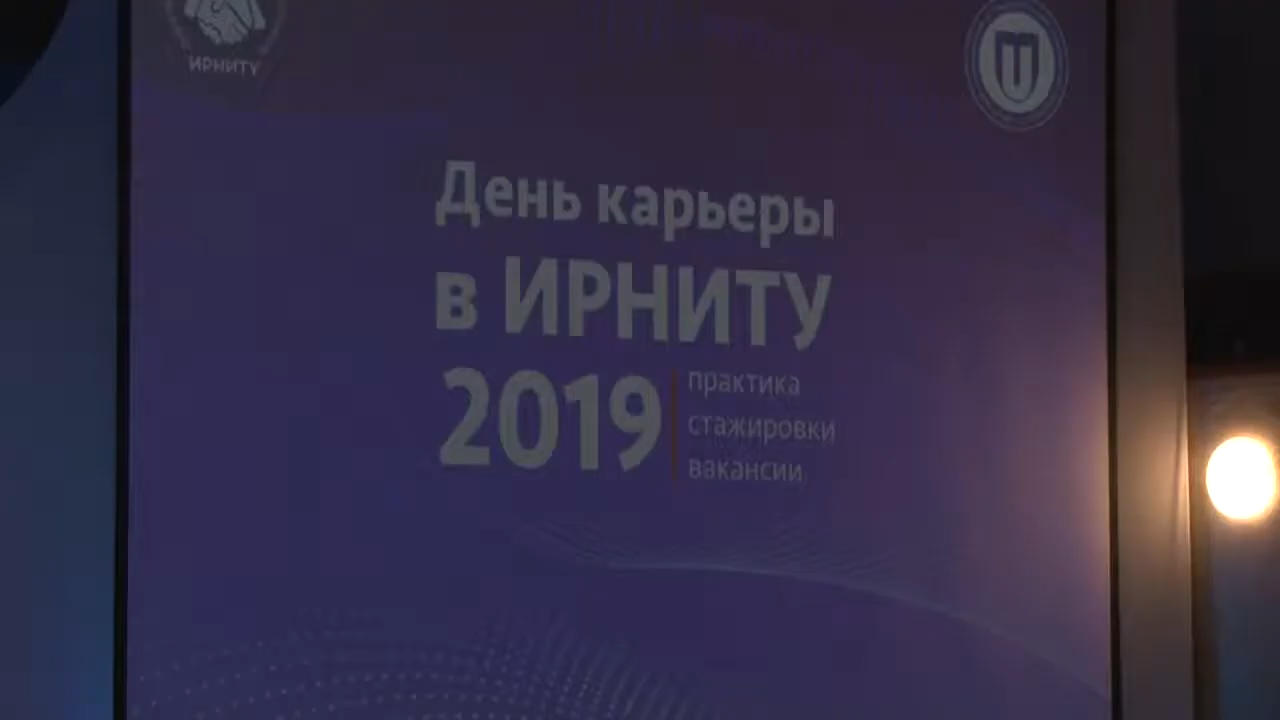 ИРНИТУ
День карьеры
в ИРНИТУ
2019
практика
стажировки
вакансии